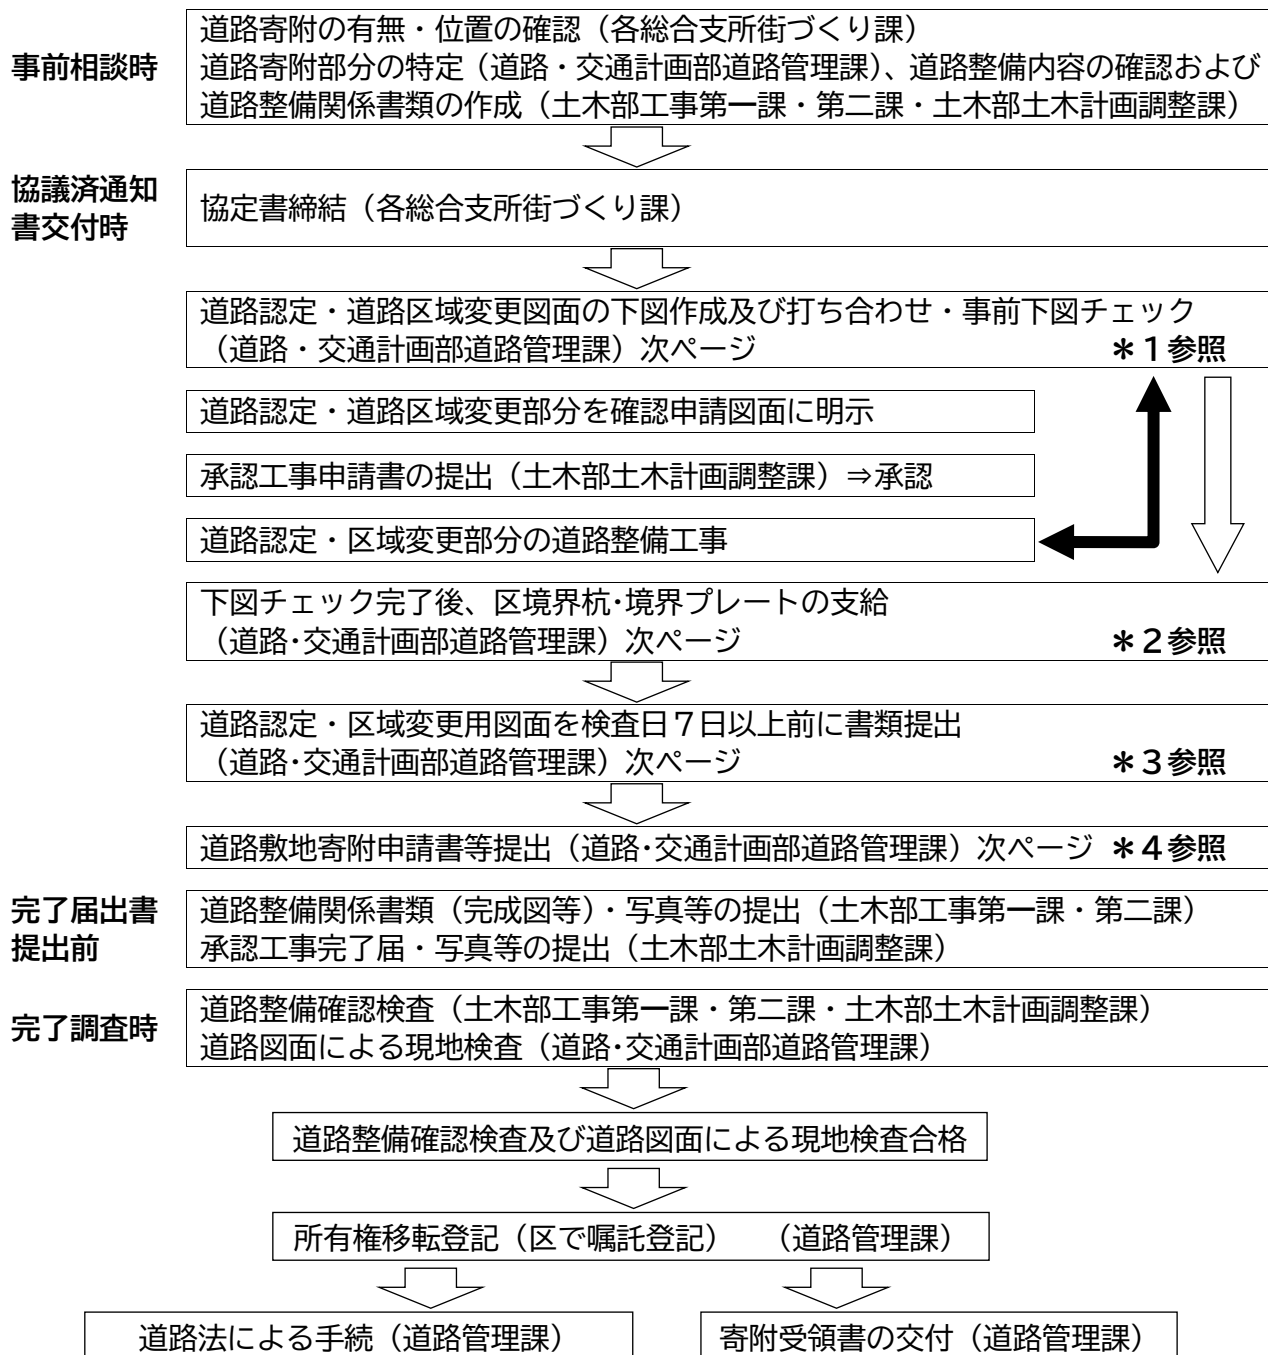 事前相談時
道路寄附の有無・位置の確認（各総合支所街づくり課）
道路寄附部分の特定（道路・交通計画部道路管理課）、道路整備内容の確認および
道路整備関係書類の作成（土木部工事第一課・第二課・土木部土木計画調整課）
協議済通知
書交付時
協定書締結（各総合支所街づくり課）
道路認定・道路区域変更図面の下図作成及び打ち合わせ・事前下図チェック
（道路・交通計画部道路管理課）次ページ　＊１参照
道路認定・道路区域変更部分を確認申請図面に明示
承認工事申請書の提出（土木部土木計画調整課）⇒承認
道路認定・区域変更部分の道路整備工事
下図チェック完了後、区境界杭･境界プレートの支給
（道路･交通計画部道路管理課）次ページ　＊２参照
道路認定・区域変更用図面を検査日７日以上前に書類提出
（道路･交通計画部道路管理課）次ページ　＊３参照
道路敷地寄附申請書等提出（道路･交通計画部道路管理課）次ページ　＊４参照
完了届出書
提出前
道路整備関係書類（完成図等）・写真等の提出（土木部工事第一課・第二課）
承認工事完了届・写真等の提出（土木部土木計画調整課）
完了調査時
道路整備確認検査（土木部工事第一課・第二課・土木部土木計画調整課）
道路図面による現地検査（道路･交通計画部道路管理課）
道路整備確認検査及び道路図面による現地検査合格
所有権移転登記（区で嘱託登記）　（道路管理課）
道路法による手続（道路管理課）
寄附受領書の交付（道路管理課）